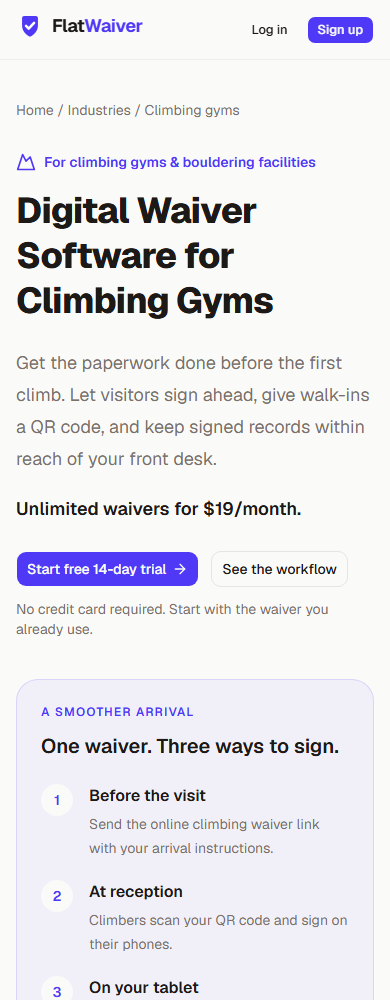 FlatWaiver
Log in
Sign up
Home / Industries / Climbing gyms
For climbing gyms & bouldering facilities
Digital Waiver
Software for
Climbing Gyms
Get the paperwork done before the first
climb. Let visitors sign ahead, give walk-ins
a QR code, and keep signed records within
reach of your front desk.
Unlimited waivers for $19/month.
Start free 14-day trial →
See the workflow
No credit card required. Start with the waiver you
already use.
A SMOOTHER ARRIVAL
One waiver. Three ways to sign.
1
Before the visit
Send the online climbing waiver link
with your arrival instructions.
2
At reception
Climbers scan your QR code and sign on
their phones.
3
On your tablet